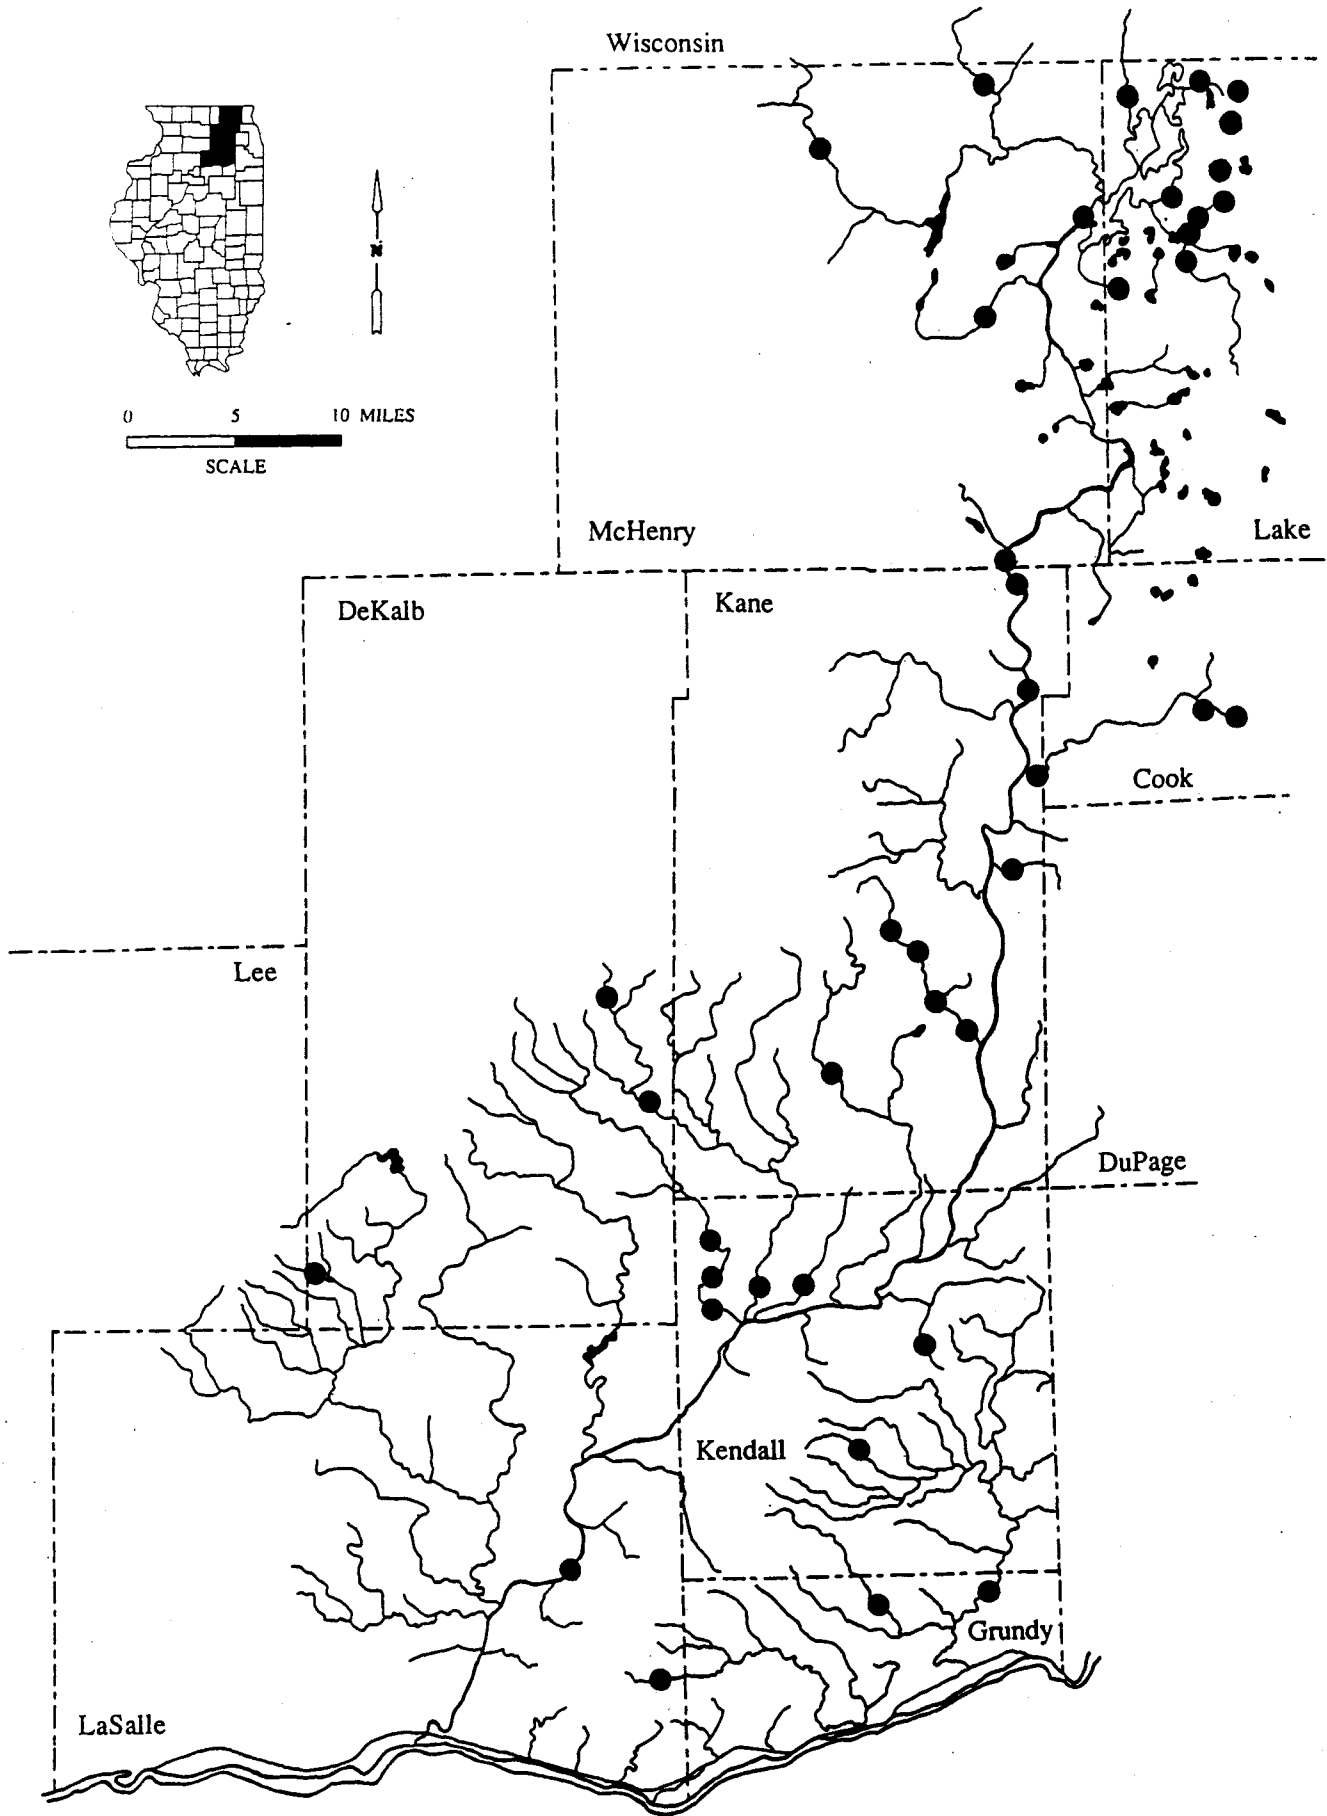 Wisconsin
N
0 5 10 MILES
SCALE
McHenry
Lake
DeKalb
Kane
Cook
Lee
DuPage
Kendall
Grundy
LaSalle